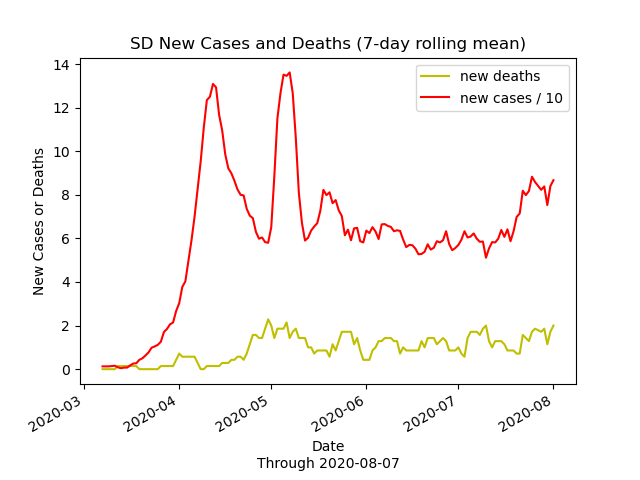 SD New Cases and Deaths (7-day rolling mean)
new deaths
new cases / 10
New Cases or Deaths
14
12
10
8
6
4
2
0
2020-03
2020-04
2020-05
2020-06
2020-07
2020-08
Date
Through 2020-08-07